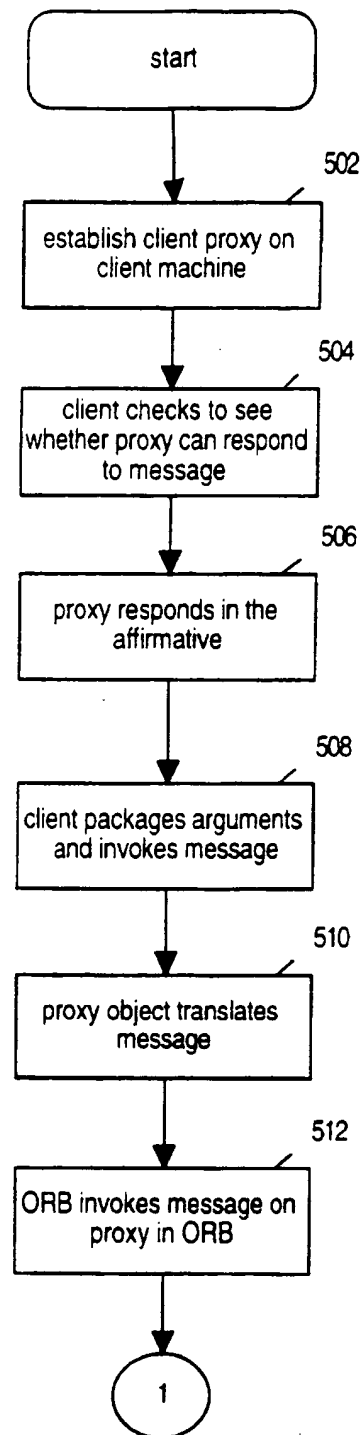 start
502
establish client proxy on
client machine
504
client checks to see
whether proxy can respond
to message
506
proxy responds in the
affirmative
508
client packages arguments
and invokes message
510
proxy object translates
message
512
ORB invokes message on
proxy in ORB
1